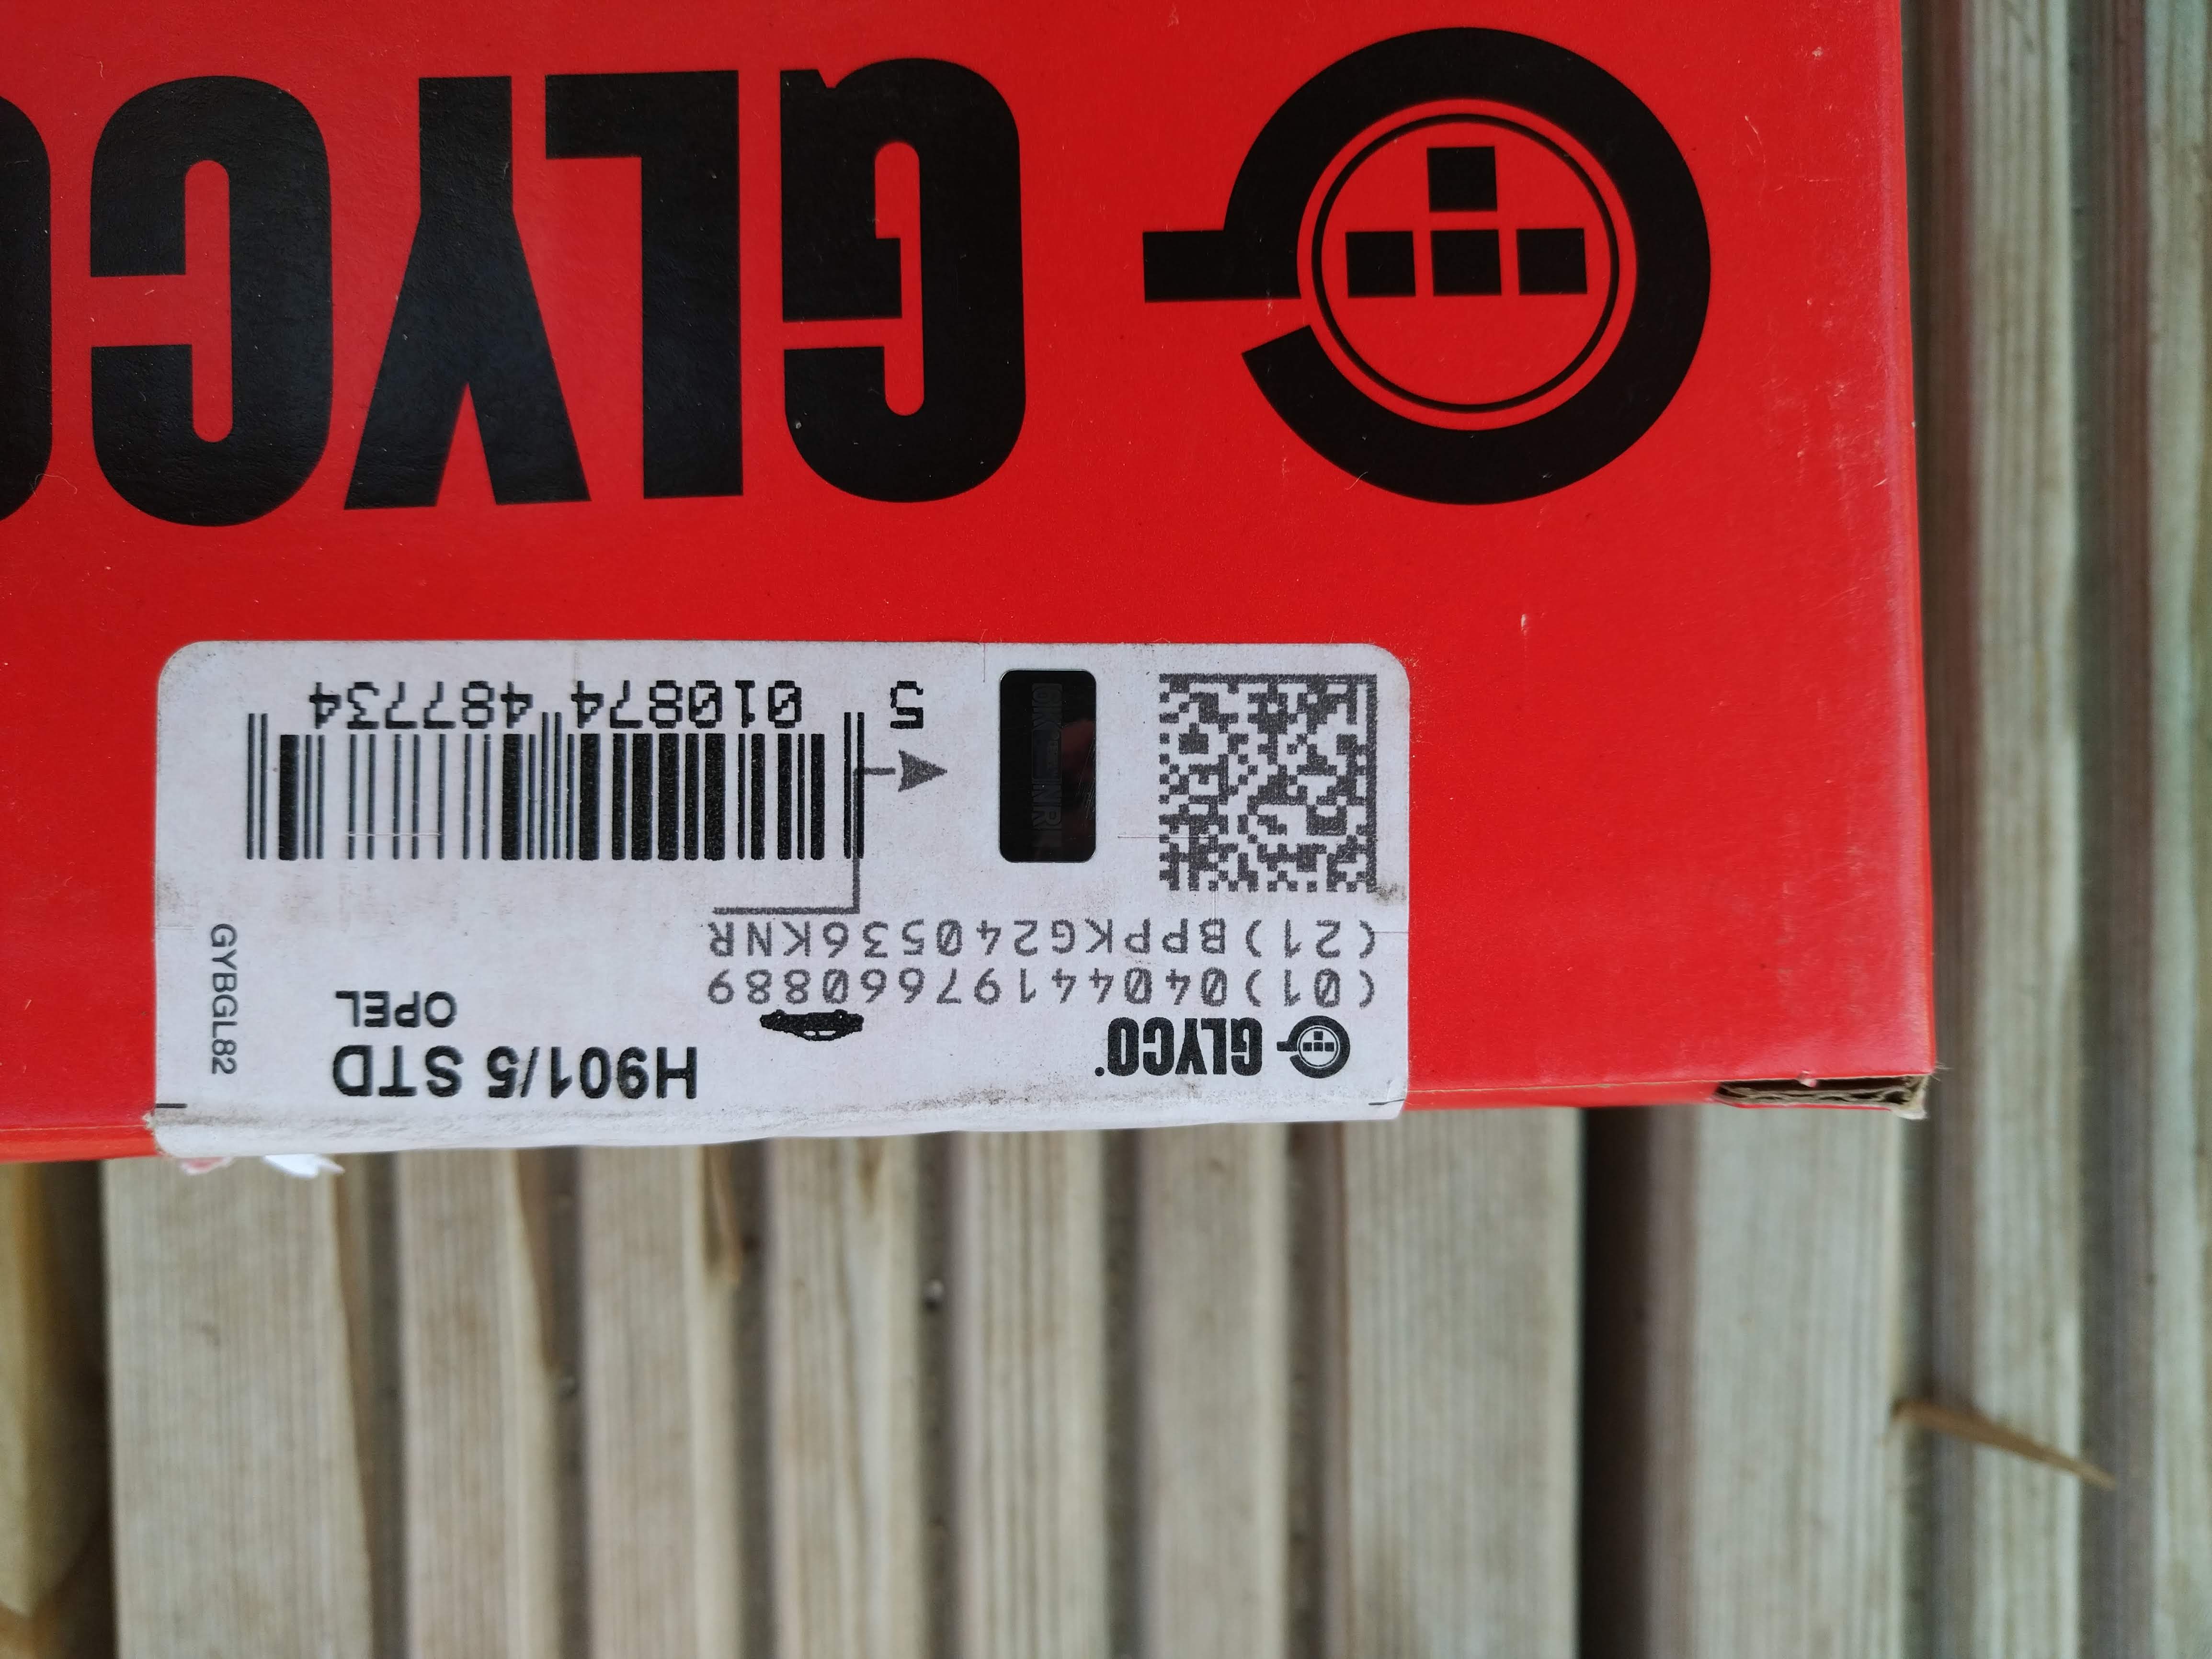 GLYCO
GLYCO
H901/5 STD
OPEL
(01)04044197660889
(21)BPPKG240536KNR
5 010874 487734
GYBGL82